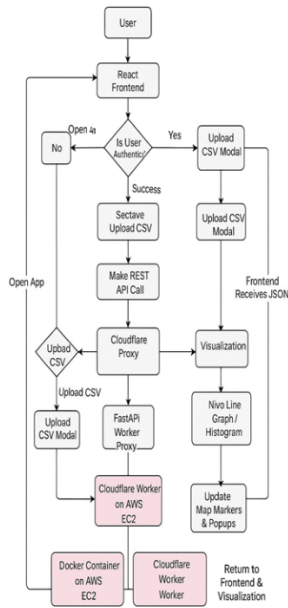 User
React
Frontend
Open 4n
Is User
Authentic/
Yes
No
Upload
CSV Modal
Success
Sectave
Upload CSV
Upload CSV
Modal
Make REST
API Call
Open App
Frontend
Receives JSON
Upbad
CSV
Cloudflare
Proxy
Visualization
Upload CSV
Upload
CSV Modal
FastAPi
Worker
Proxy
Nivo Line
Graph /
Histogram
Cloudflare Worker
on AWS
EC2
Update
Map Markers
& Popups
Docker Container
on AWS
EC2
Cloudflare
Worker
Worker
Return to
Frontend &
Visualization